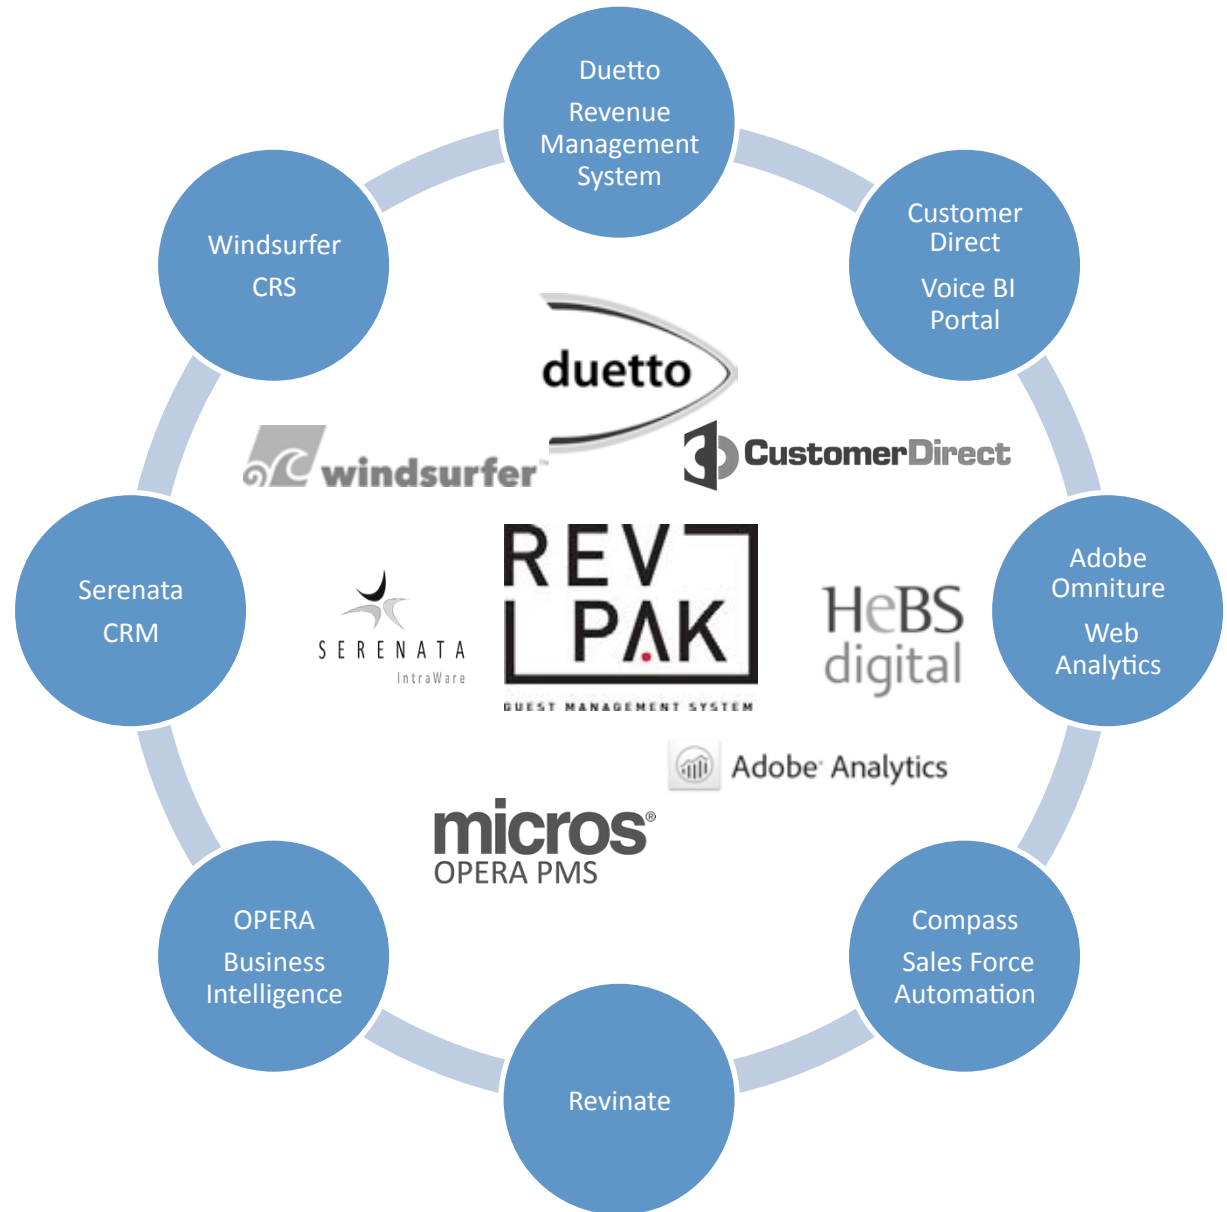 Duetto
Revenue
Management
System
Customer
Direct
Voice BI
Portal
Windsurfer
CRS
duetto
CustomerDirect
windsurfer™
Adobe
Omniture
Web
Analytics
Serenata
CRM
SERENATA
IntraWare
REV
PAK
GUEST MANAGEMENT SYSTEM
HeBS
digital
Adobe® Analytics
micros®
OPERA PMS
OPERA
Business
Intelligence
Compass
Sales Force
Automation
Revinate